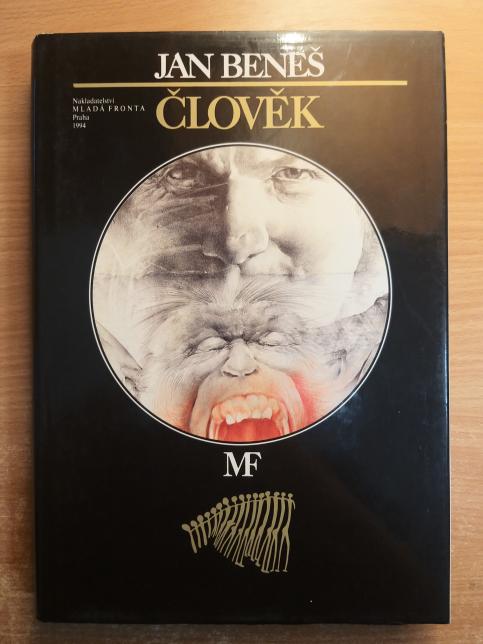 JAN BENEŠ
Nakladatelství
MLADÁ FRONTA
Praha
1994
ČLOVĚK
MF